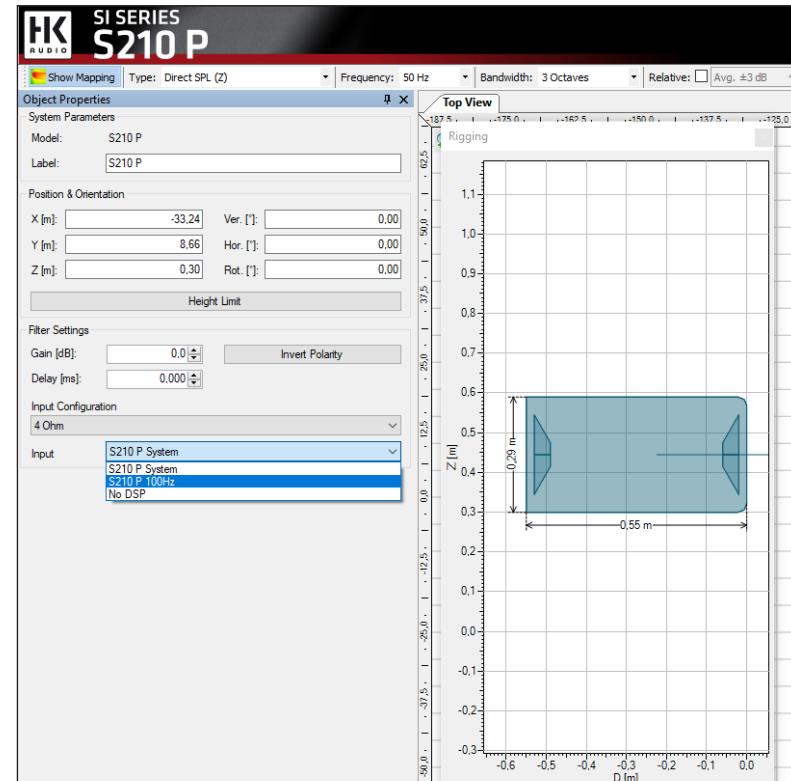 HK
AUDIO
SI SERIES
S210 P
Show Mapping Type: Direct SPL (Z) Frequency: 50 Hz Bandwidth: 3 Octaves Relative: Avg. ±3 dB
Object Properties
System Parameters
Model: S210 P
Label: S210 P
Position & Orientation
X [m]: -33,24 Ver. [°]: 0,00
Y [m]: 8,66 Hor. [°]: 0,00
Z [m]: 0,30 Rot. [°]: 0,00
Height Limit
Filter Settings
Gain [dB]: 0,0 Invert Polarity
Delay [ms]: 0,000
Input Configuration
4 Ohm
Input S210 P System
S210 P System
S210 P 100Hz
No DSP
Top View
-187,5 -175,0 -162,5 -150,0 -137,5 -125,0
62,5
50,0
37,5
25,0
12,5
0,0
-12,5
-25,0
-37,5
-50,0
Rigging
1,1
1,0
0,9
0,8
0,7
0,6
0,5
0,4
0,3
0,2
0,1
0,0
-0,1
-0,2
-0,3
Z [m]
0,29 m
0,55 m
-0,6 -0,5 -0,4 -0,3 -0,2 -0,1 0,0
D [m]